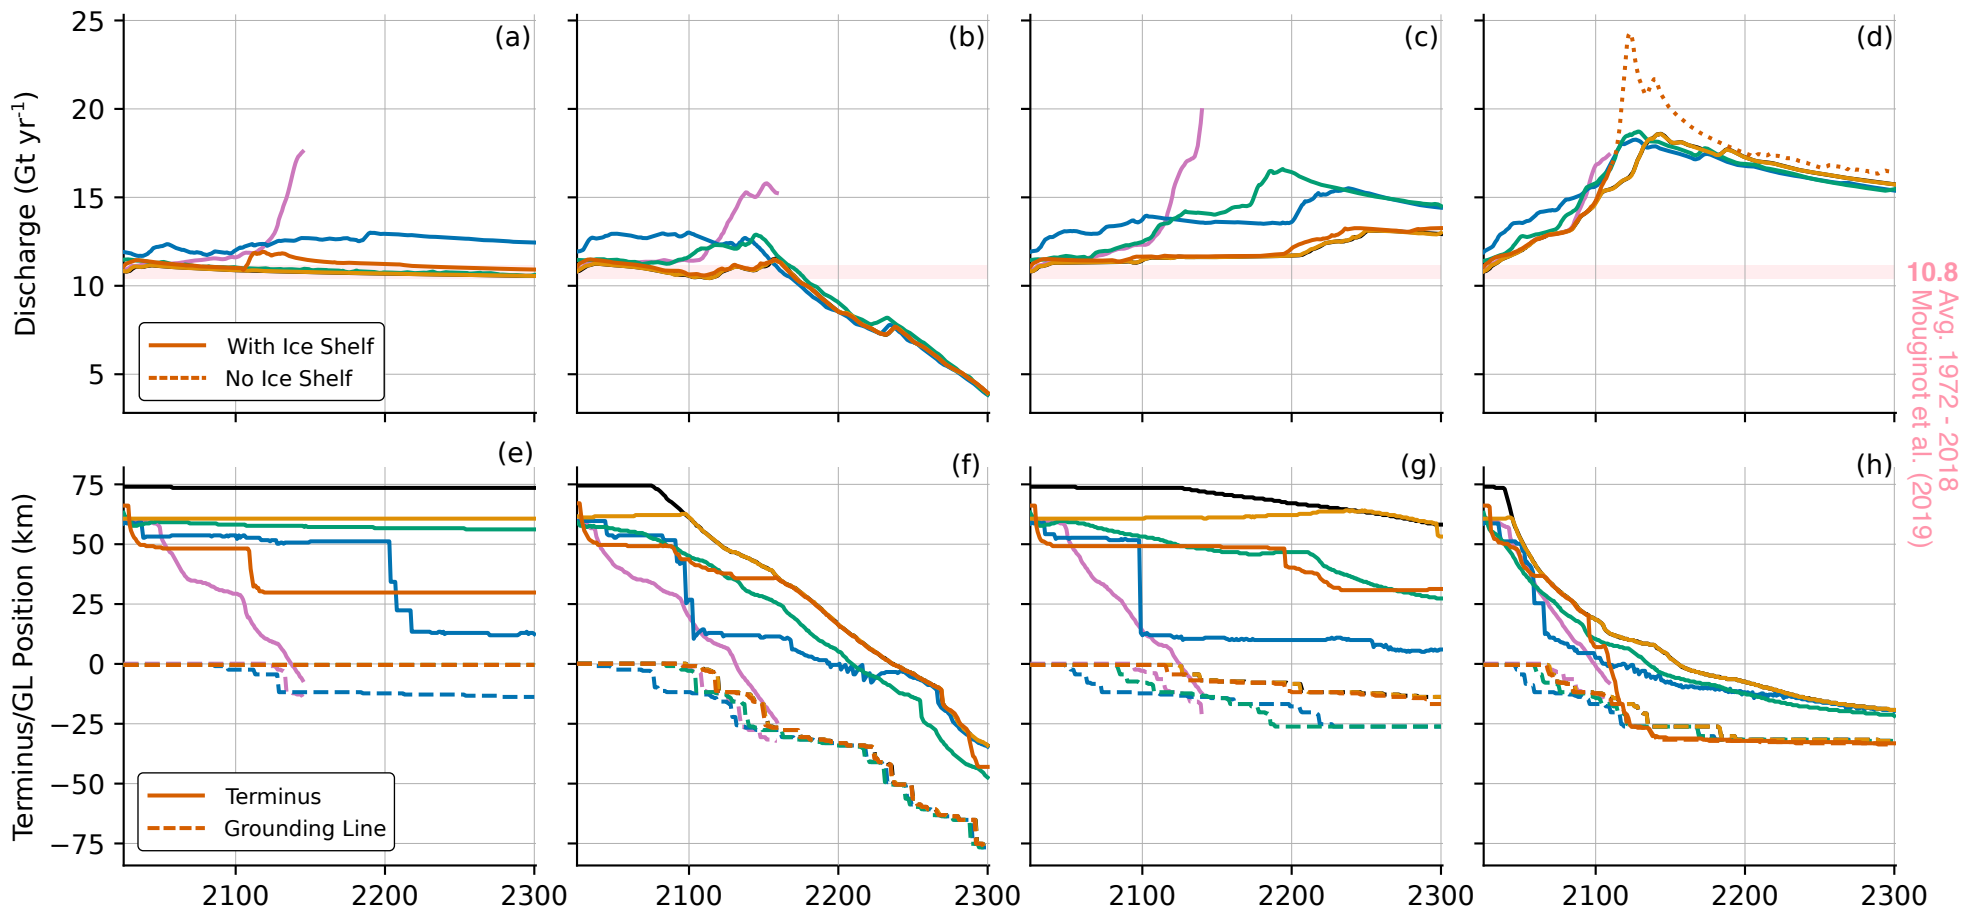 25
20
15
10
5
Discharge (Gt yr⁻¹)
(a)
(b)
(c)
(d)
With Ice Shelf
No Ice Shelf
10.8
Avg. 1972 - 2018
Mouginot et al. (2019)
75
50
25
0
−25
−50
−75
Terminus/GL Position (km)
(e)
(f)
(g)
(h)
Terminus
Grounding Line
2100 2200 2300
2100 2200 2300
2100 2200 2300
2100 2200 2300